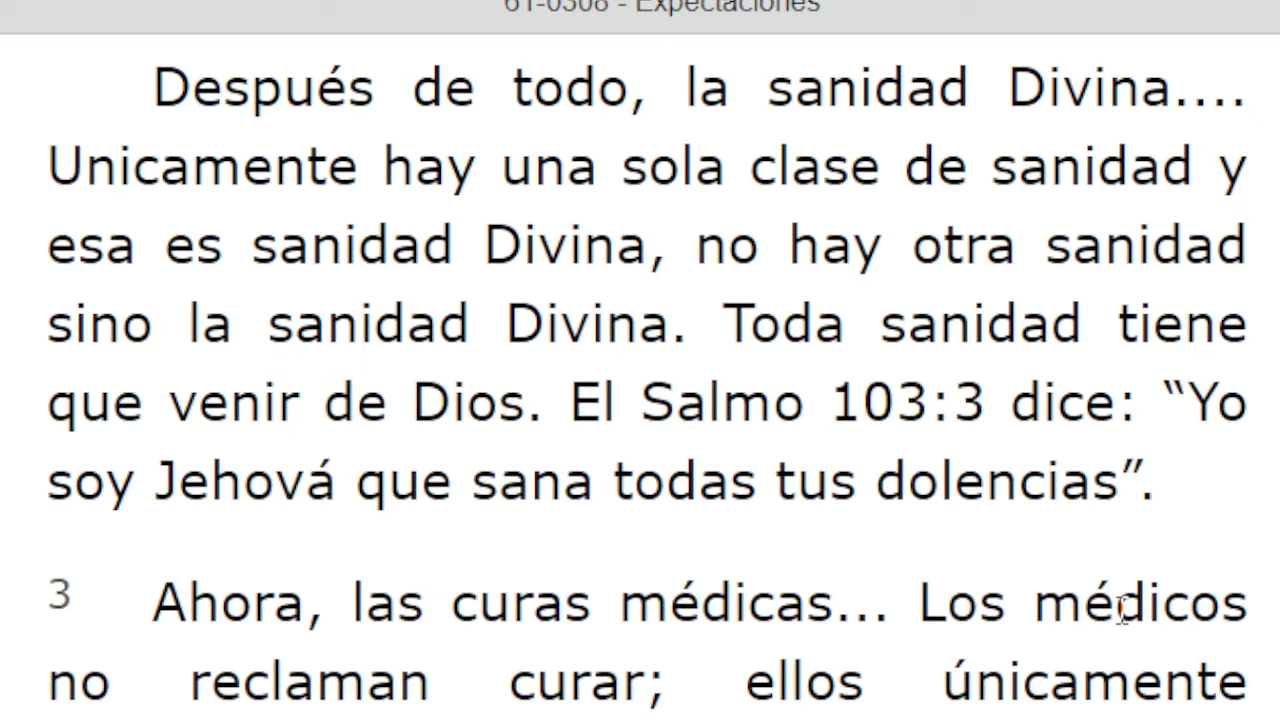 61-0308 - Expectaciones
Después de todo, la sanidad Divina....
Unicamente hay una sola clase de sanidad y
esa es sanidad Divina, no hay otra sanidad
sino la sanidad Divina. Toda sanidad tiene
que venir de Dios. El Salmo 103:3 dice: “Yo
soy Jehová que sana todas tus dolencias”.
3 Ahora, las curas médicas... Los médicos
no reclaman curar; ellos únicamente